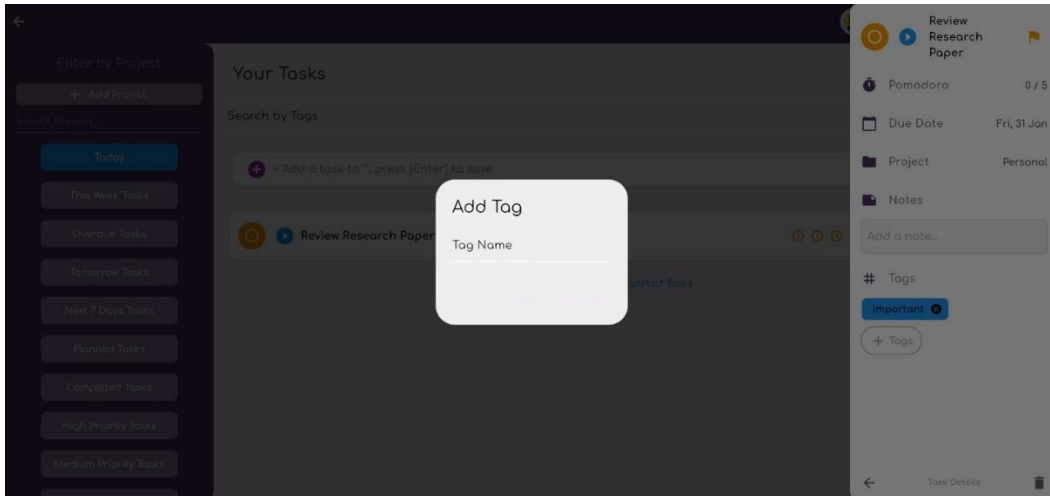 Filter by Project
+ Add Project
Select Project
Today
This Week Tasks
Overdue Tasks
Tomorrow Tasks
Next 7 Days Tasks
Planned Tasks
Completed Tasks
High Priority Tasks
Medium Priority Tasks
Your Tasks
Search by Tags
+ Add a task to "", press [Enter] to save
Review Research Paper
pleted Tasks
Add Tag
Tag Name
Review
Research
Paper
Pomodoro 0 / 5
Due Date Fri, 31 Jan
Project Personal
Notes
Add a note...
# Tags
important
+ Tags
Task Details